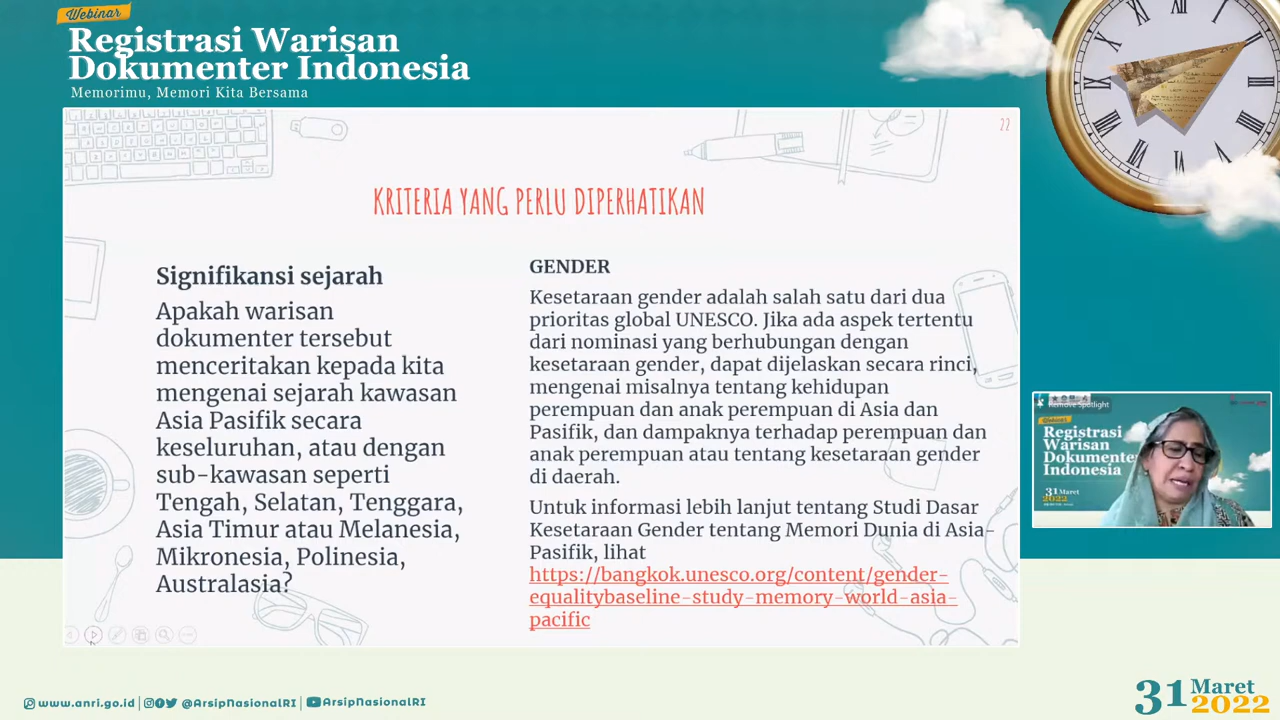 Webinar
Registrasi Warisan
Dokumenter Indonesia
Memorimu, Memori Kita Bersama
22
KRITERIA YANG PERLU DIPERHATIKAN
Signifikansi sejarah
Apakah warisan
dokumenter tersebut
menceritakan kepada kita
mengenai sejarah kawasan
Asia Pasifik secara
keseluruhan, atau dengan
sub-kawasan seperti
Tengah, Selatan, Tenggara,
Asia Timur atau Melanesia,
Mikronesia, Polinesia,
Australasia?
GENDER
Kesetaraan gender adalah salah satu dari dua
prioritas global UNESCO. Jika ada aspek tertentu
dari nominasi yang berhubungan dengan
kesetaraan gender, dapat dijelaskan secara rinci,
mengenai misalnya tentang kehidupan
perempuan dan anak perempuan di Asia dan
Pasifik, dan dampaknya terhadap perempuan dan
anak perempuan atau tentang kesetaraan gender
di daerah.
Untuk informasi lebih lanjut tentang Studi Dasar
Kesetaraan Gender tentang Memori Dunia di Asia-
Pasifik, lihat
https://bangkok.unesco.org/content/gender-
equalitybaseline-study-memory-world-asia-
pacific
Remove Spotlight
Webinar
Registrasi
Warisan
Dokumenter
Indonesia
31 Maret
2022
www.anri.go.id | @ArsipNasionalRI | ArsipNasionalRI
31 Maret
2022